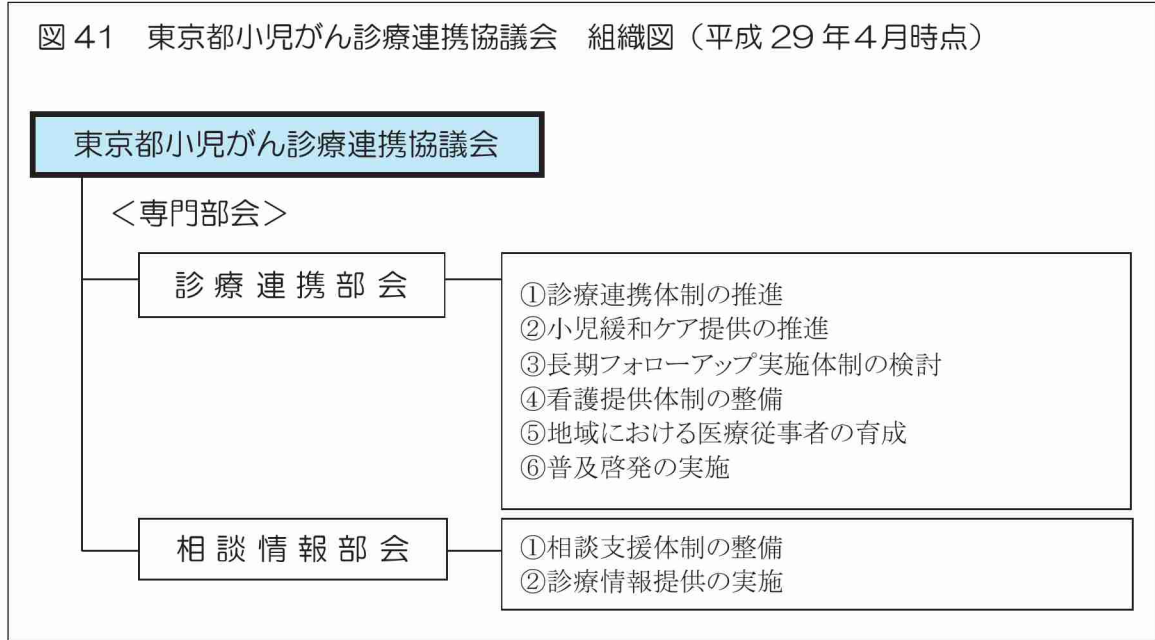 図 41 東京都小児がん診療連携協議会 組織図（平成 29 年４月時点）
東京都小児がん診療連携協議会
＜専門部会＞
診 療 連 携 部 会
①診療連携体制の推進
②小児緩和ケア提供の推進
③長期フォローアップ実施体制の検討
④看護提供体制の整備
⑤地域における医療従事者の育成
⑥普及啓発の実施
相 談 情 報 部 会
①相談支援体制の整備
②診療情報提供の実施